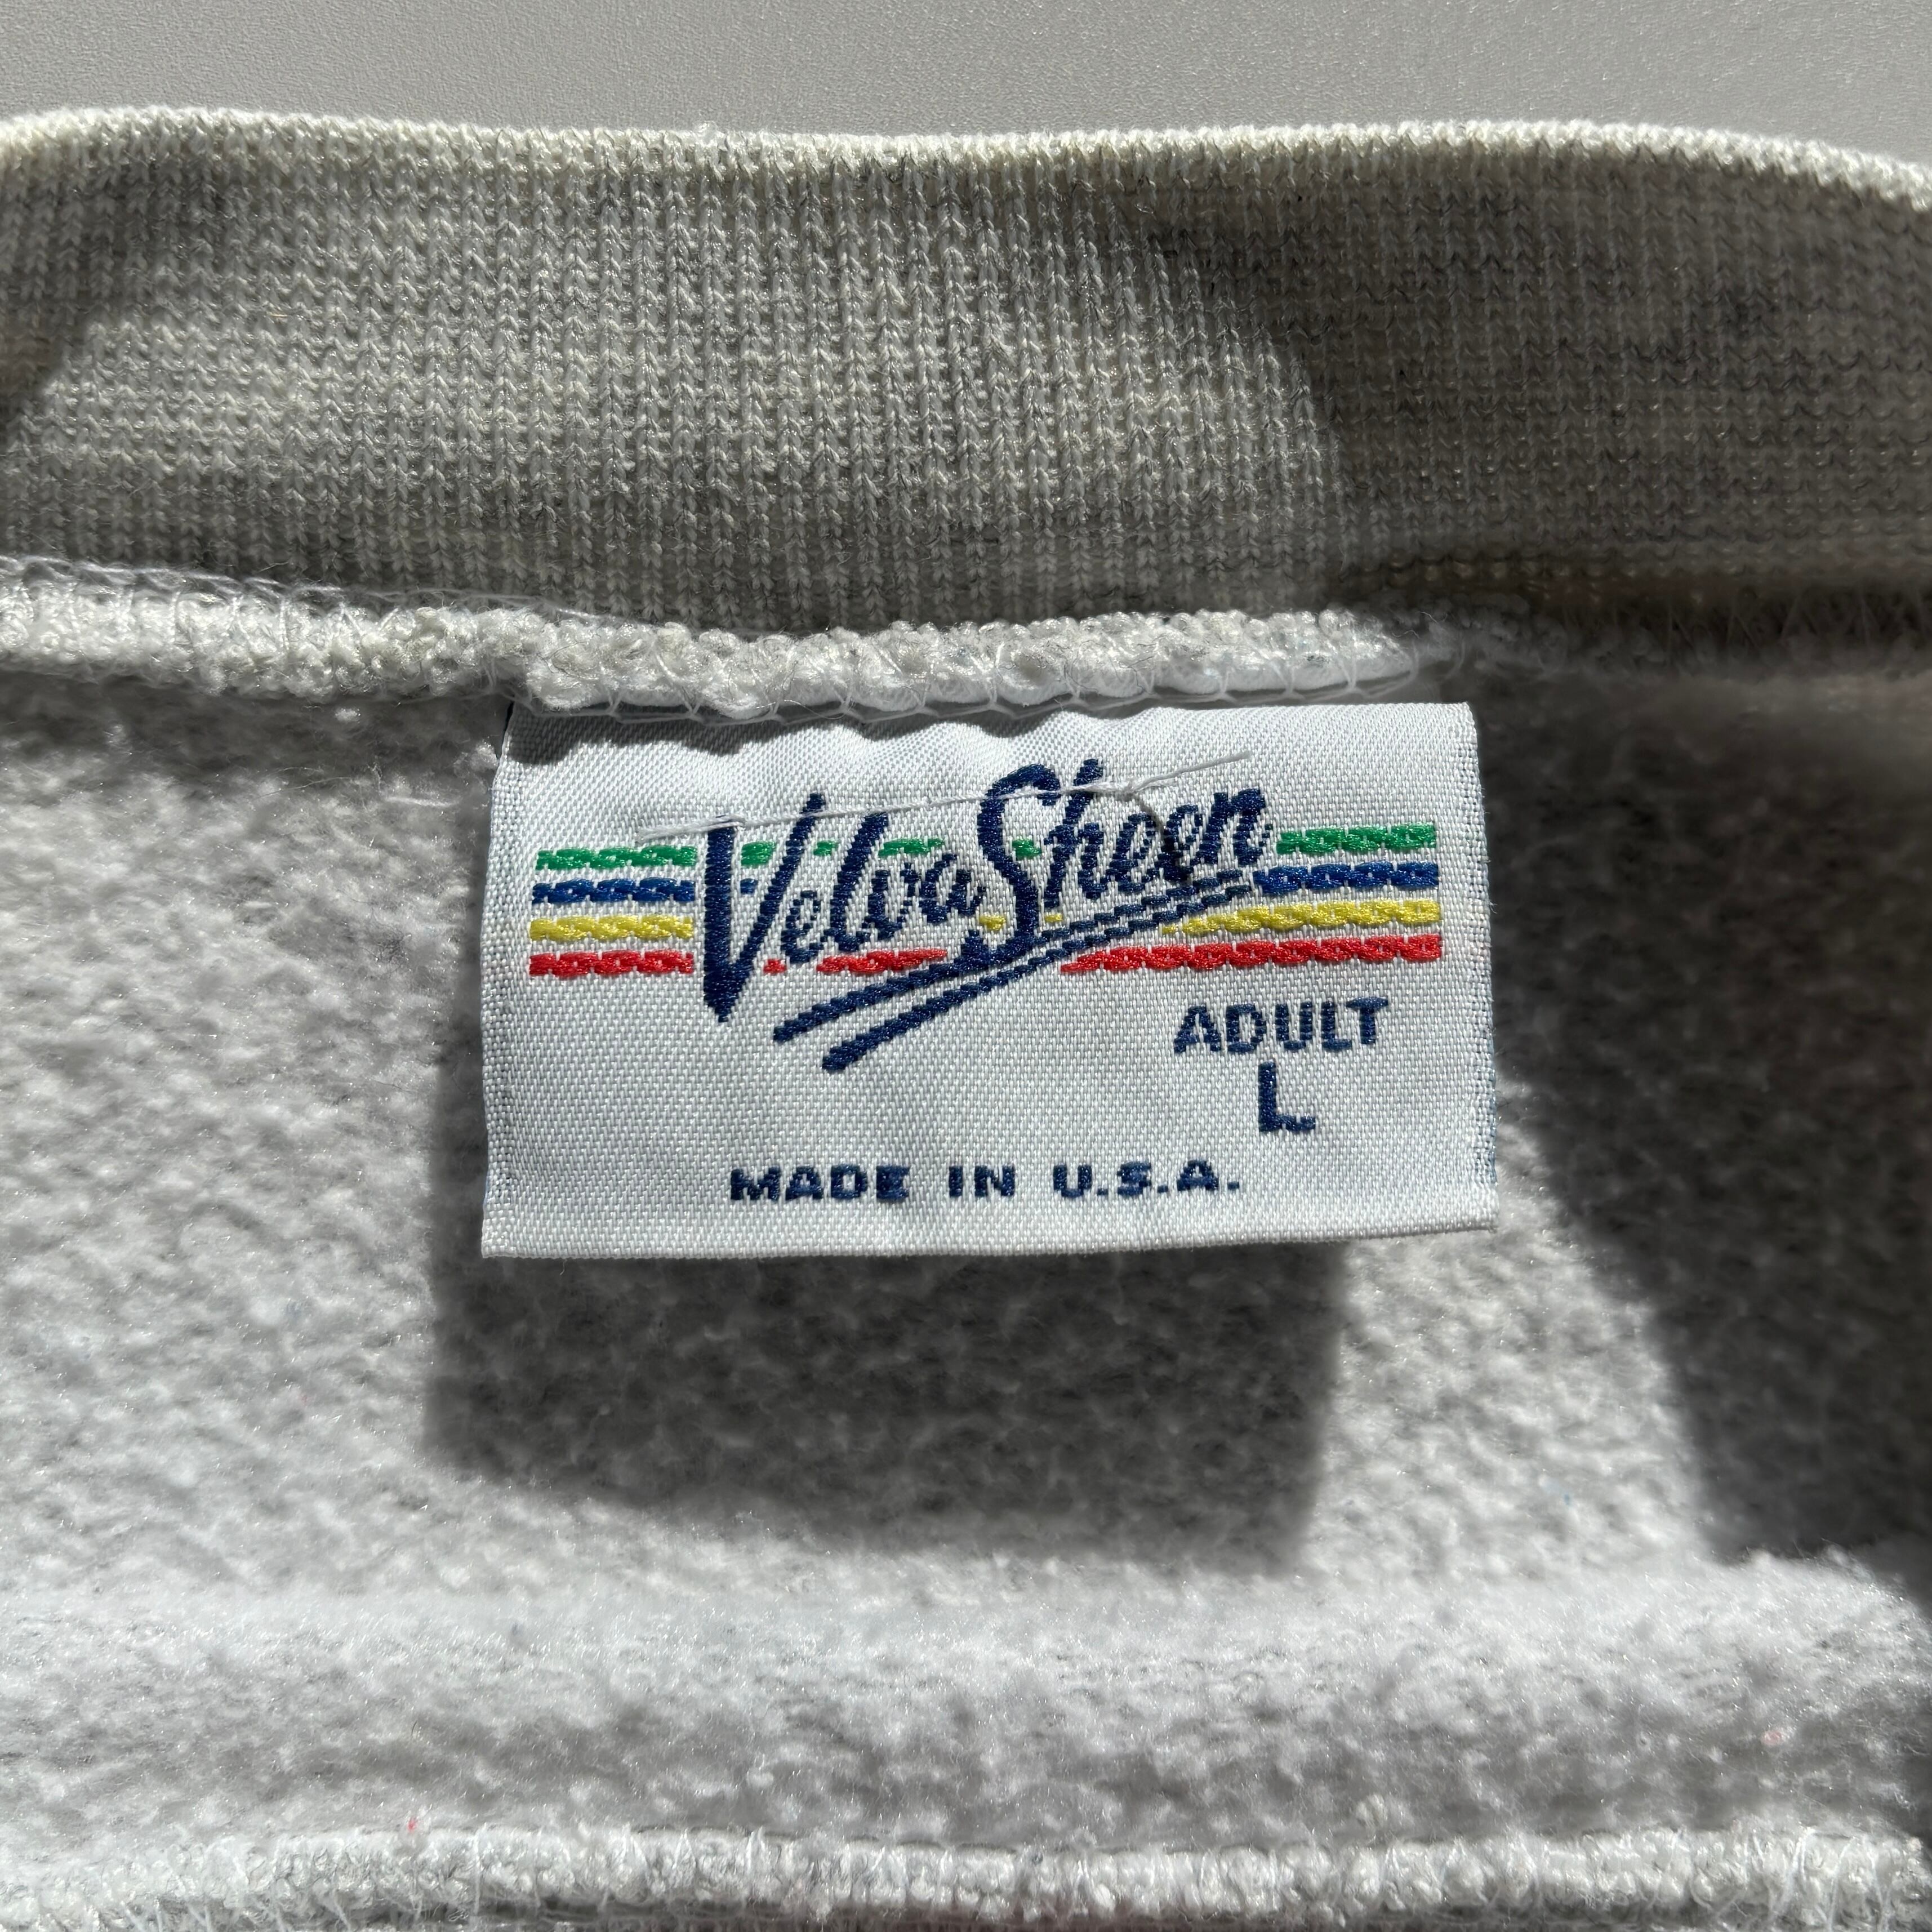 Velva Sheen
ADULT
L
MADE IN U.S.A.